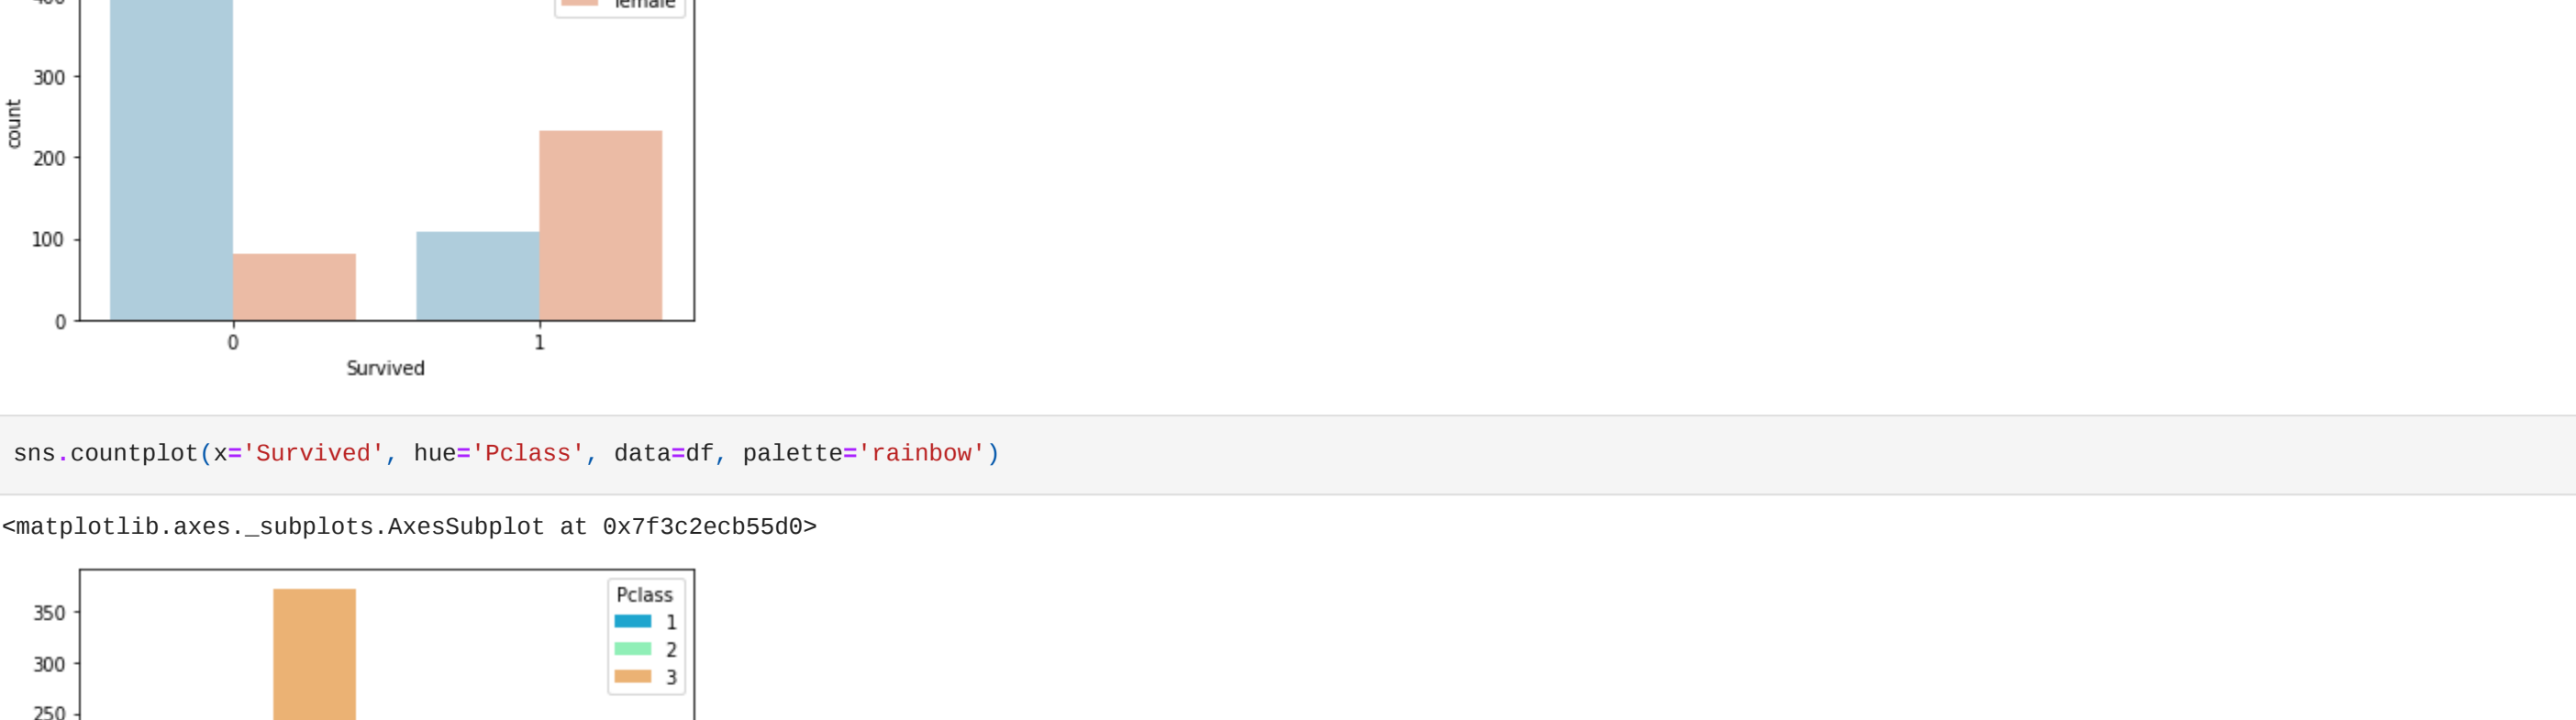 400
female
300
count
200
100
0
0 1
Survived
sns.countplot(x='Survived', hue='Pclass', data=df, palette='rainbow')
<matplotlib.axes._subplots.AxesSubplot at 0x7f3c2ecb55d0>
Pclass
350
1
2
300
3
250